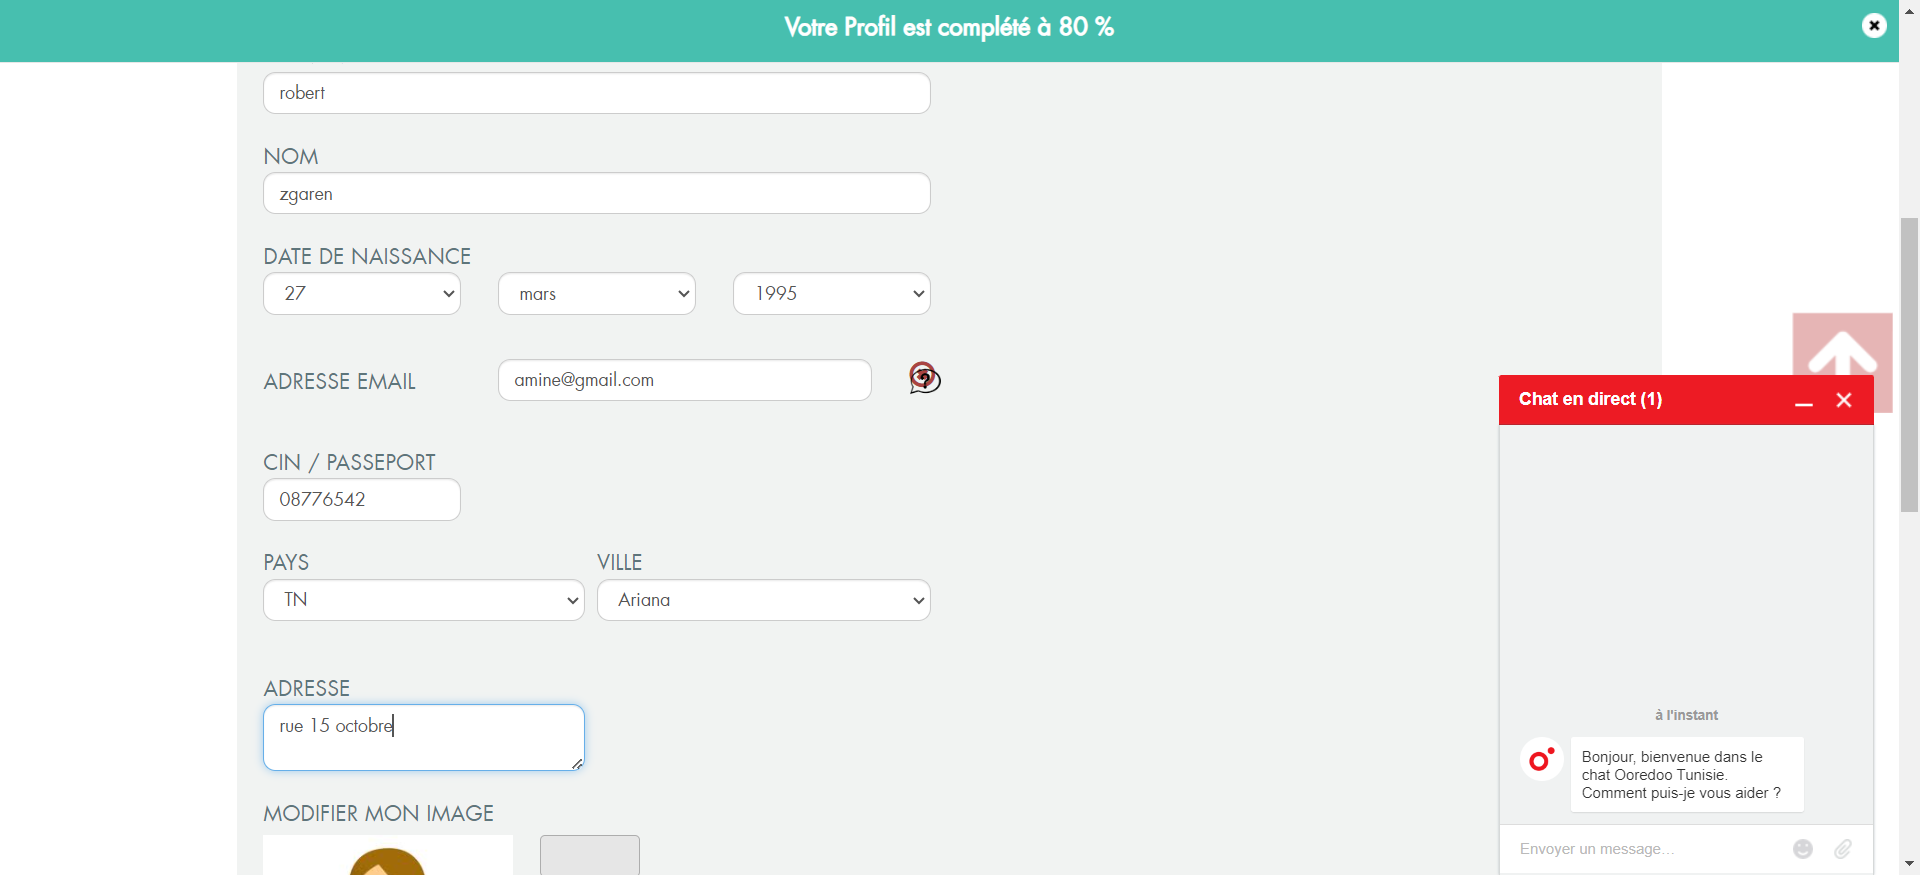 Votre Profil est complété à 80 %
robert
NOM
zgaren
DATE DE NAISSANCE
27 mars 1995
ADRESSE EMAIL amine@gmail.com
CIN / PASSEPORT
08776542
PAYS VILLE
TN Ariana
ADRESSE
rue 15 octobre
MODIFIER MON IMAGE
Chat en direct (1)
à l'instant
Bonjour, bienvenue dans le
chat Ooredoo Tunisie.
Comment puis-je vous aider ?
Envoyer un message...